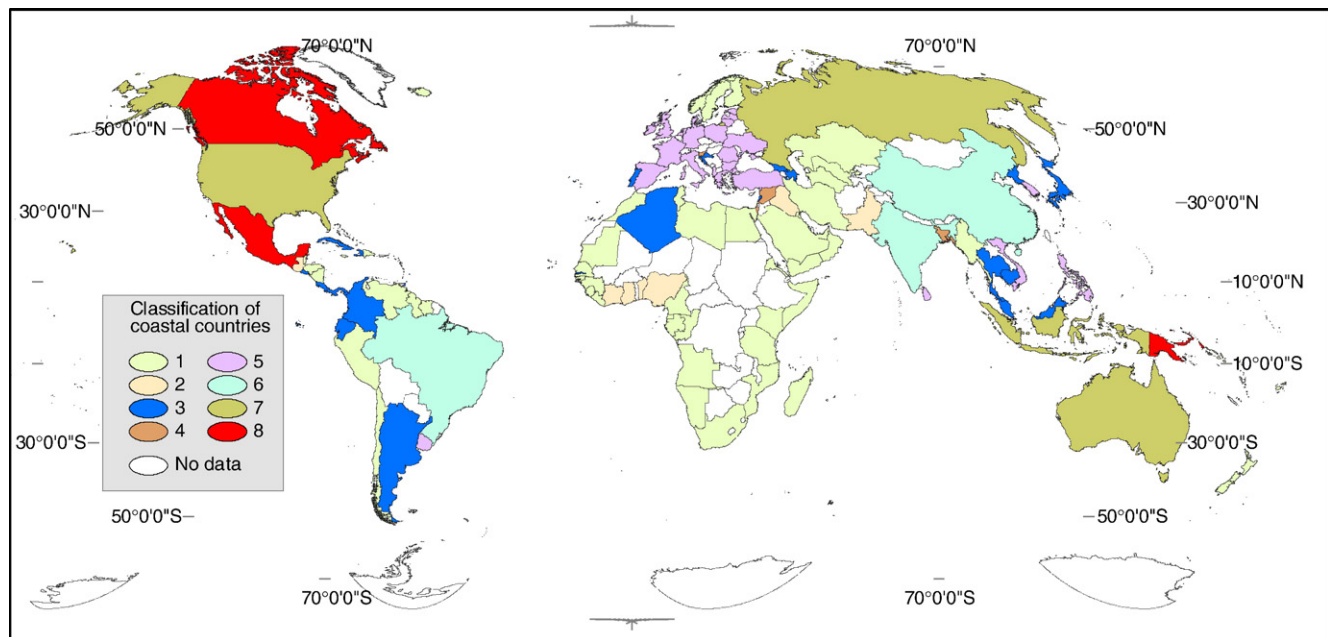 70°0'0"N
70°0'0"N
50°0'0"N
50°0'0"N
30°0'0"N
30°0'0"N
10°0'0"N
Classification of
coastal countries
1 5
2 6
3 7
4 8
No data
10°0'0"S
30°0'0"S
30°0'0"S
50°0'0"S
50°0'0"S
70°0'0"S
70°0'0"S